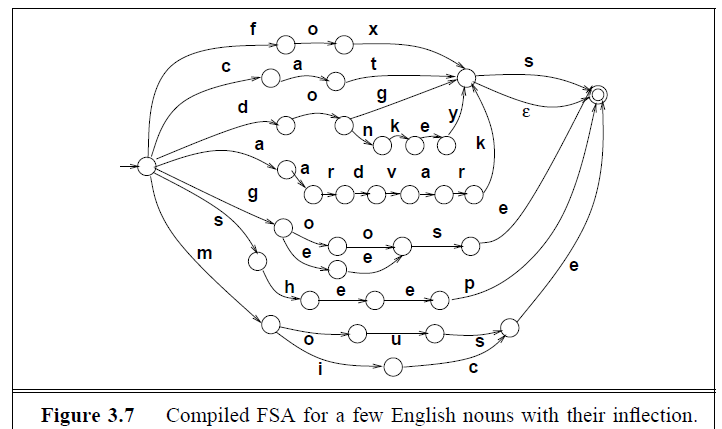 f o x
c a t s
d o g ε
n k e y
a a r d v a r k
g o o s e
e e
s h e e p
m o u s e
i c
Figure 3.7 Compiled FSA for a few English nouns with their inflection.